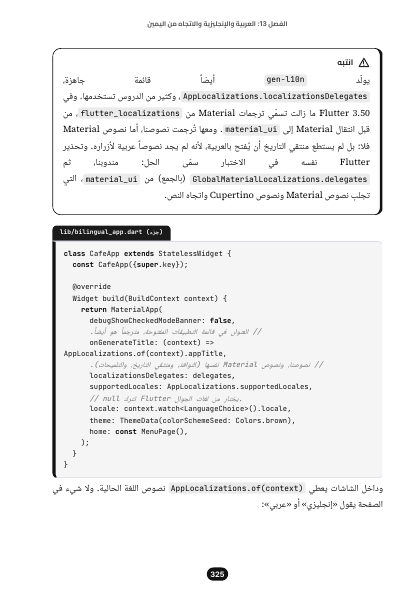 الفصل 13: العربية والإنجليزية والاتجاه من اليمين
انتبه
يولّد gen-l10n أيضاً قائمة جاهزة،
AppLocalizations.localizationsDelegates، وكثير من الدروس تستخدمها. وفي
Flutter 3.50 ما زالت تسمّي ترجمات Material من flutter_localizations، من
قبل انتقال Material إلى material_ui. ومعها تُرجمت نصوصنا، أما نصوص Material
فلا: بل لم يستطع منتقي التاريخ أن يُفتح بالعربية، لأنه لم يجد نصوصاً عربية لأزراره. وتحذير
Flutter نفسه في الاختبار سمّى الحل: مندوبنا، ثم
GlobalMaterialLocalizations.delegates (بالجمع) من material_ui، التي
تجلب نصوص Material ونصوص Cupertino واتجاه النص.
lib/bilingual_app.dart (جزء)
class CafeApp extends StatelessWidget {
const CafeApp({super.key});
@override
Widget build(BuildContext context) {
return MaterialApp(
debugShowCheckedModeBanner: false,
// العنوان في قائمة التطبيقات المفتوحة، مترجماً هو أيضاً.
onGenerateTitle: (context) =>
AppLocalizations.of(context).appTitle,
// نصوصنا، ونصوص Material نفسها (النوافذ، ومنتقي التاريخ، والتلميحات).
localizationsDelegates: delegates,
supportedLocales: AppLocalizations.supportedLocales,
// null تترك Flutter يختار من لغات الجوال.
locale: context.watch<LanguageChoice>().locale,
theme: ThemeData(colorSchemeSeed: Colors.brown),
home: const MenuPage(),
);
}
}
وداخل الشاشات يعطي AppLocalizations.of(context) نصوص اللغة الحالية. ولا شيء في
الصفحة يقول «إنجليزي» أو «عربي»:
325